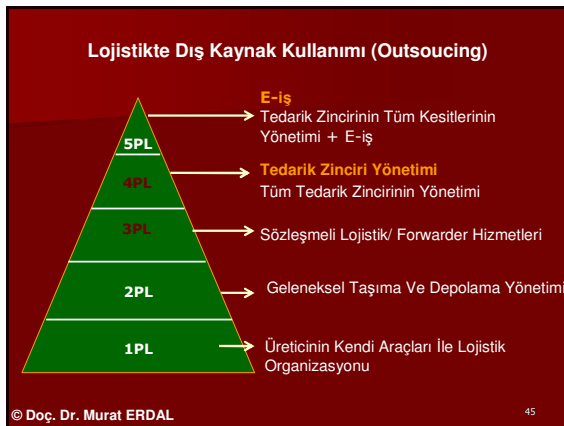 Lojistikte Dış Kaynak Kullanımı (Outsoucing)
E-iş
Tedarik Zincirinin Tüm Kesitlerinin
Yönetimi + E-iş
5PL
Tedarik Zinciri Yönetimi
Tüm Tedarik Zincirinin Yönetimi
4PL
3PL
Sözleşmeli Lojistik/ Forwarder Hizmetleri
2PL
Geleneksel Taşıma Ve Depolama Yönetimi
1PL
Üreticinin Kendi Araçları İle Lojistik
Organizasyonu
© Doç. Dr. Murat ERDAL
45